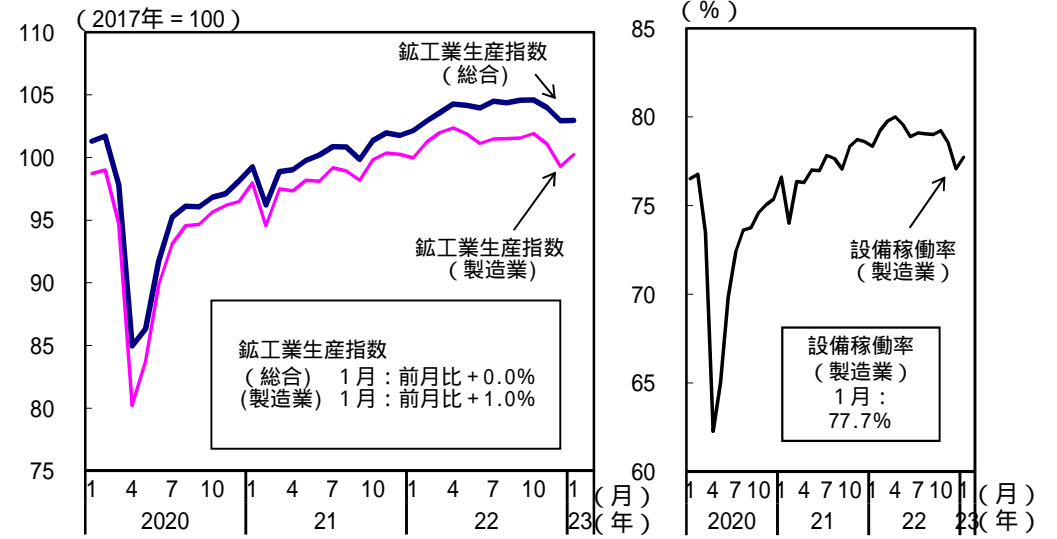 (2017年=100)
110
105
100
95
90
85
80
75
鉱工業生産指数
(総合)
鉱工業生産指数
(製造業)
鉱工業生産指数
(総合) 1月:前月比+0.0%
(製造業) 1月:前月比+1.0%
1 4 7 10 1 4 7 10 1 4 7 10 1 (月)
2020 21 22 23 (年)
(%)
85
80
75
70
65
60
設備稼働率
(製造業)
設備稼働率
(製造業)
1月:
77.7%
1 4 7 10 1 4 7 10 1 4 7 10 1 (月)
2020 21 22 23 (年)